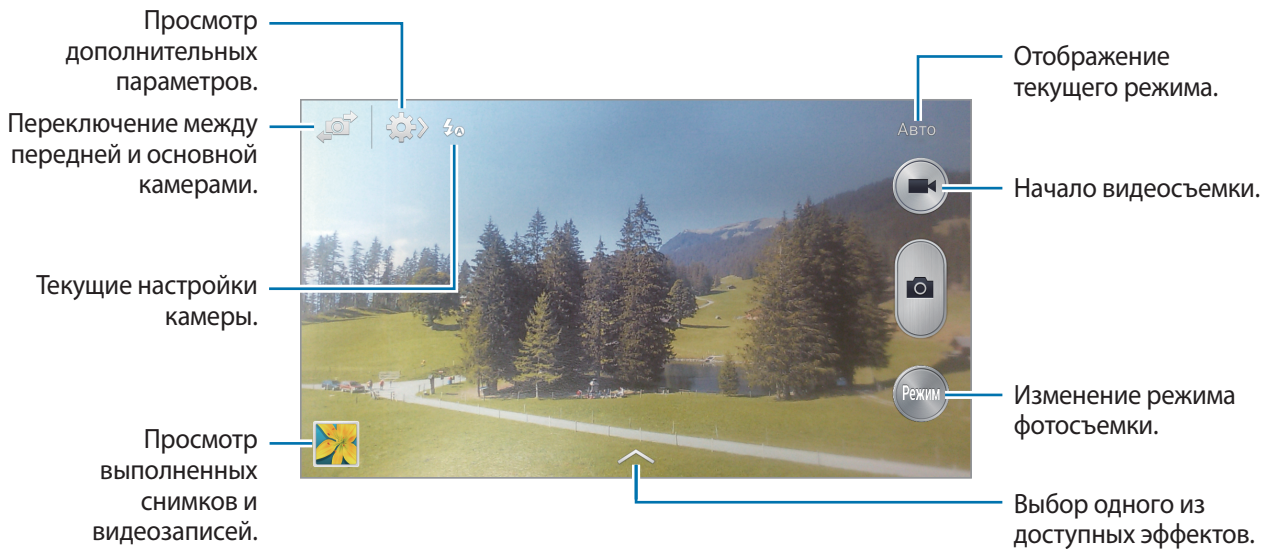 Просмотр
дополнительных
параметров.
Переключение между
передней и основной
камерами.
Текущие настройки
камеры.
Просмотр
выполненных
снимков и
видеозаписей.
Авто
Режим
Отображение
текущего режима.
Начало видеосъемки.
Изменение режима
фотосъемки.
Выбор одного из
доступных эффектов.